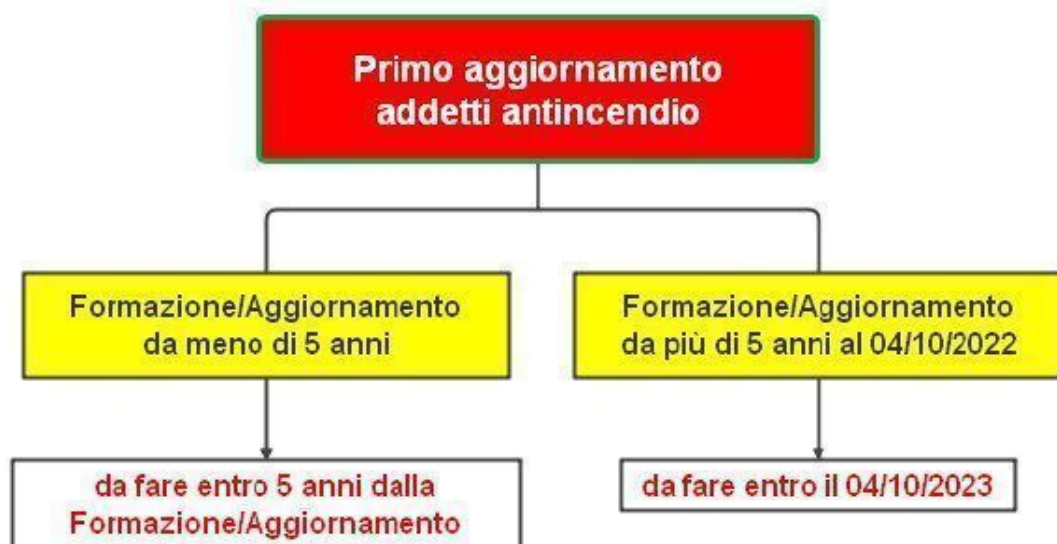 Primo aggiornamento
addetti antincendio
Formazione/Aggiornamento
da meno di 5 anni
Formazione/Aggiornamento
da più di 5 anni al 04/10/2022
da fare entro 5 anni dalla
Formazione/Aggiornamento
da fare entro il 04/10/2023